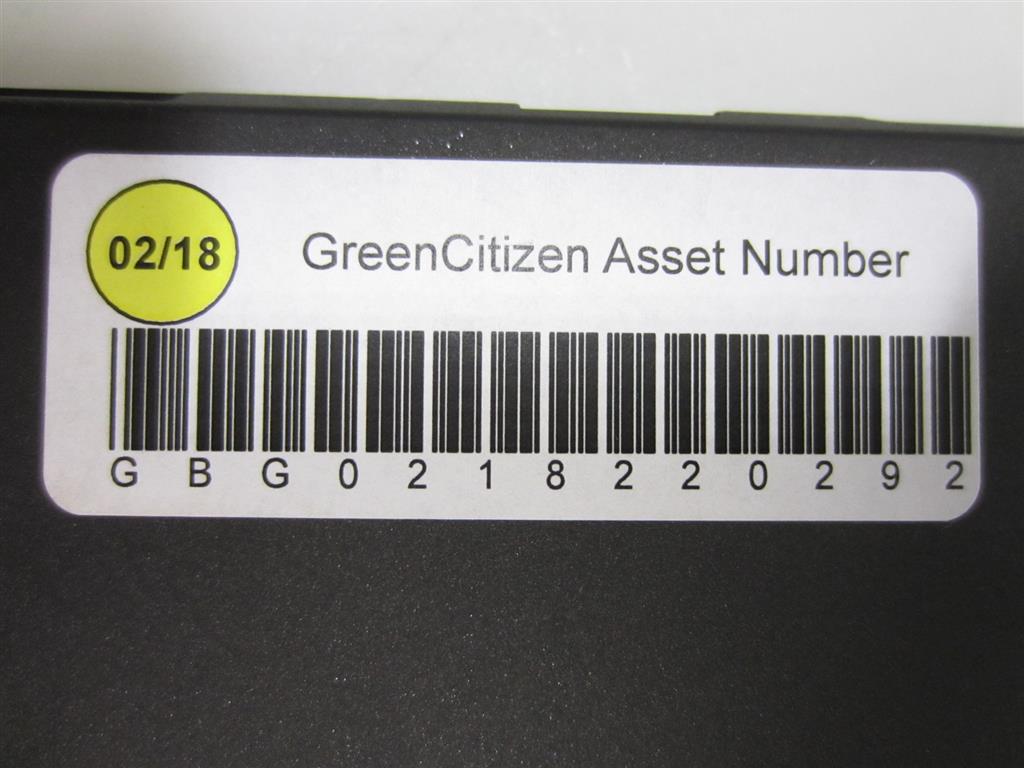 02/18
GreenCitizen Asset Number
G B G 0 2 1 8 2 2 0 2 9 2